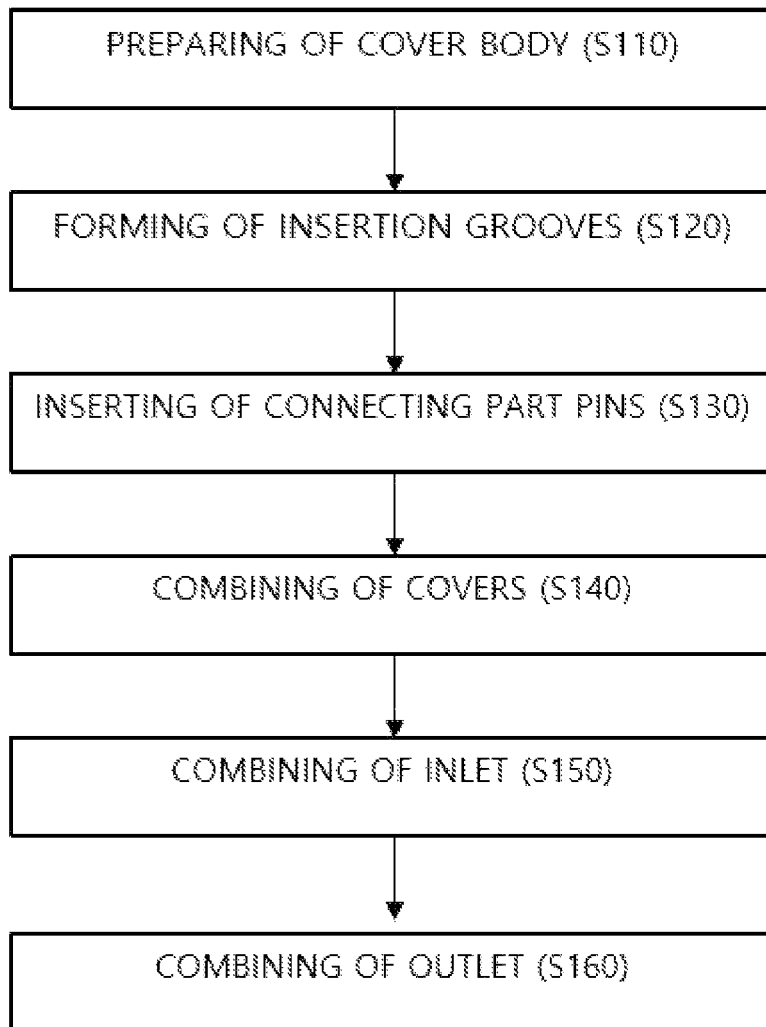 PREPARING OF COVER BODY (S110)
FORMING OF INSERTION GROOVES (S120)
INSERTING OF CONNECTING PART PINS (S130)
COMBINING OF COVERS (S140)
COMBINING OF INLET (S150)
COMBINING OF OUTLET (S160)